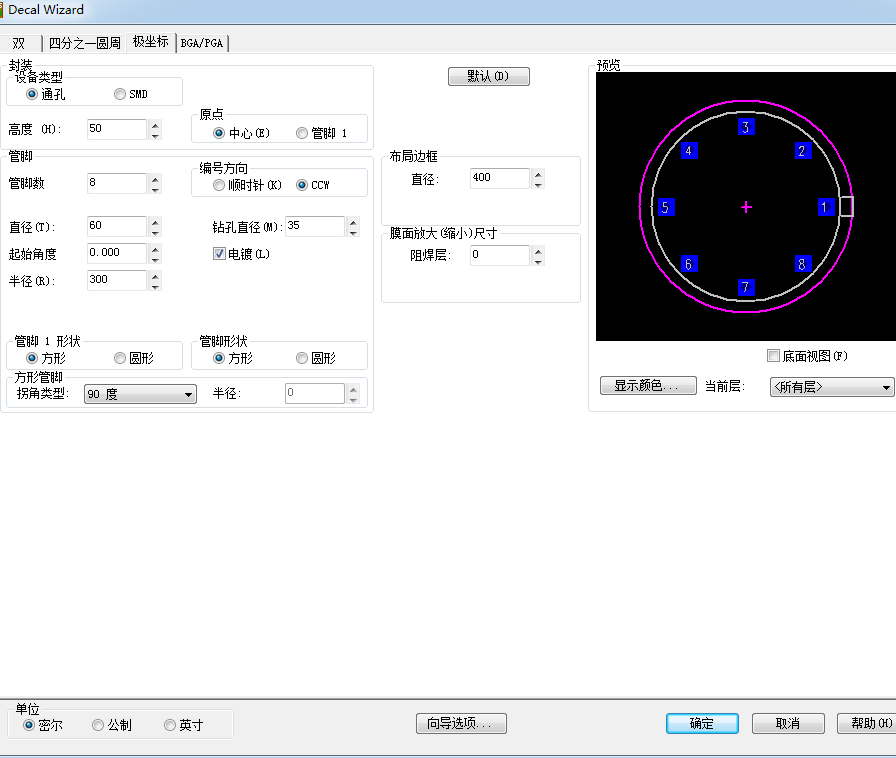 Decal Wizard
双 四分之一圆周 极坐标 BGA/PGA
封装
设备类型
通孔 SMD
高度 (H): 50
原点
中心(E) 管脚 1
管脚
管脚数 8
编号方向
顺时针(K) CCW
直径(T): 60
钻孔直径(M): 35
起始角度 0.000
电镀(L)
半径(R): 300
管脚 1 形状
方形 圆形
管脚形状
方形 圆形
方形管脚
拐角类型: 90 度 半径: 0
默认(D)
布局边框
直径: 400
膜面放大(缩小)尺寸
阻焊层: 0
预览
3
4 2
5 1
6 8
7
底面视图(F)
显示颜色... 当前层: <所有层>
单位
密尔 公制 英寸
向导选项... 确定 取消 帮助(H)